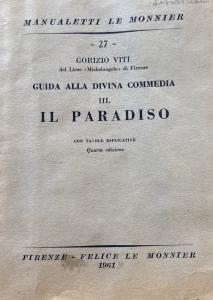 MANUALETTI LE MONNIER
~ 27 ~
GORIZIO VITI
del Liceo «Michelangelo» di Firenze
GUIDA ALLA DIVINA COMMEDIA
III.
IL PARADISO
CON TAVOLE ESPLICATIVE
Quarta edizione
FIRENZE - FELICE LE MONNIER
1961